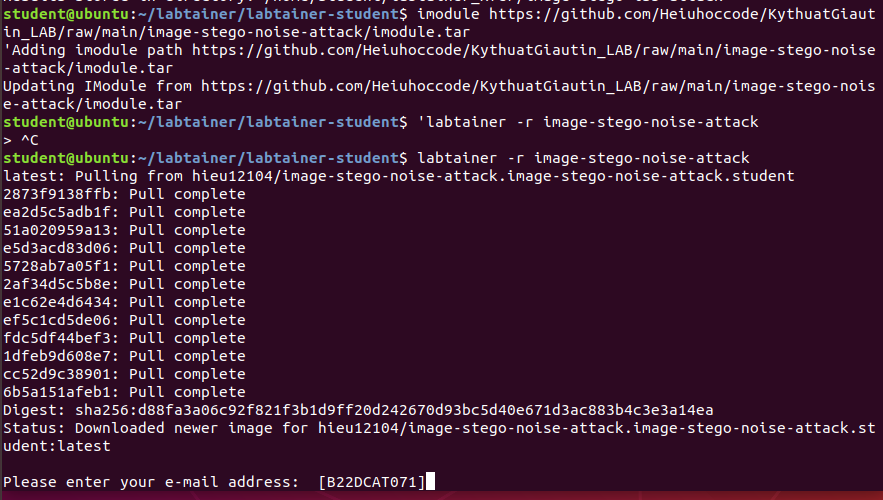 student@ubuntu:~/labtainer/labtainer-student$ imodule https://github.com/Heiuhoccode/KythuatGiaut
in_LAB/raw/main/image-stego-noise-attack/imodule.tar
'Adding imodule path https://github.com/Heiuhoccode/KythuatGiautin_LAB/raw/main/image-stego-noise
-attack/imodule.tar
Updating IModule from https://github.com/Heiuhoccode/KythuatGiautin_LAB/raw/main/image-stego-nois
e-attack/imodule.tar
student@ubuntu:~/labtainer/labtainer-student$ 'labtainer -r image-stego-noise-attack
> ^C
student@ubuntu:~/labtainer/labtainer-student$ labtainer -r image-stego-noise-attack
latest: Pulling from hieu12104/image-stego-noise-attack.image-stego-noise-attack.student
2873f9138ffb: Pull complete
ea2d5c5adb1f: Pull complete
51a020959a13: Pull complete
e5d3acd83d06: Pull complete
5728ab7a05f1: Pull complete
2af34d5c5b8e: Pull complete
e1c62e4d6434: Pull complete
ef5c1cd5de06: Pull complete
fdc5df44bef3: Pull complete
1dfeb9d608e7: Pull complete
cc52d9c38901: Pull complete
6b5a151afeb1: Pull complete
Digest: sha256:d88fa3a06c92f821f3b1d9ff20d242670d93bc5d40e671d3ac883b4c3e3a14ea
Status: Downloaded newer image for hieu12104/image-stego-noise-attack.image-stego-noise-attack.st
udent:latest
Please enter your e-mail address:  [B22DCAT071]